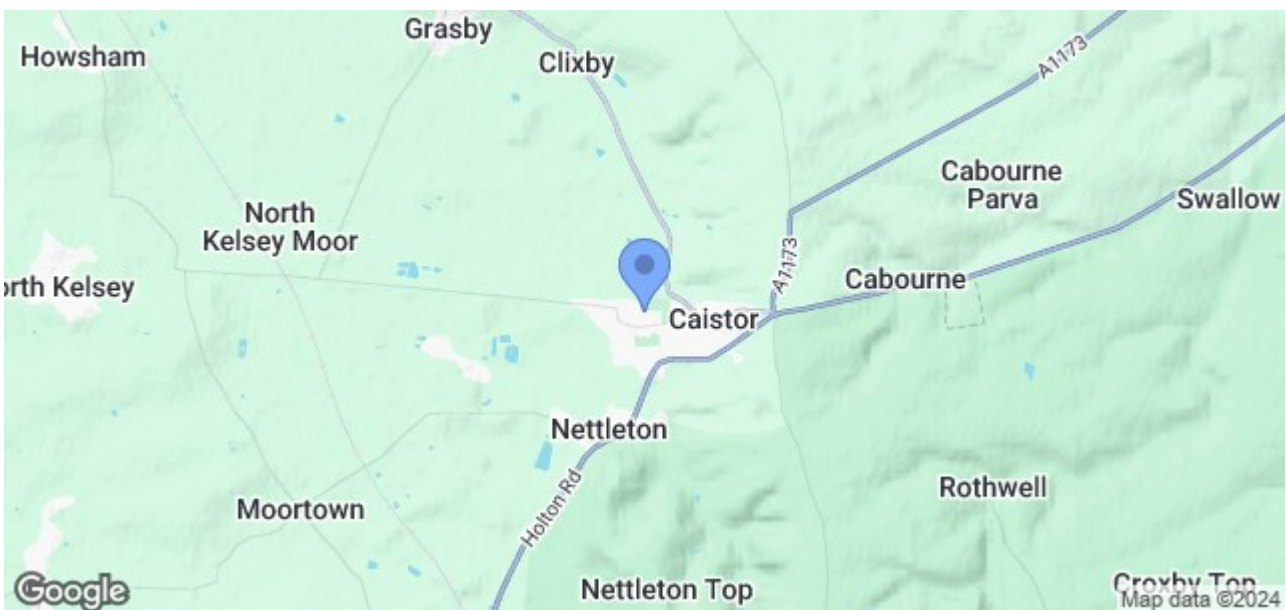 Grasby
Howsham
Clixby
A1173
Cabourne
Parva
Swallow
North
Kelsey Moor
A1173
orth Kelsey
Cabourne
Caistor
Nettleton
Rothwell
Moortown
Holton Rd
Nettleton Top
Croxby Top
Google
Map data ©2024